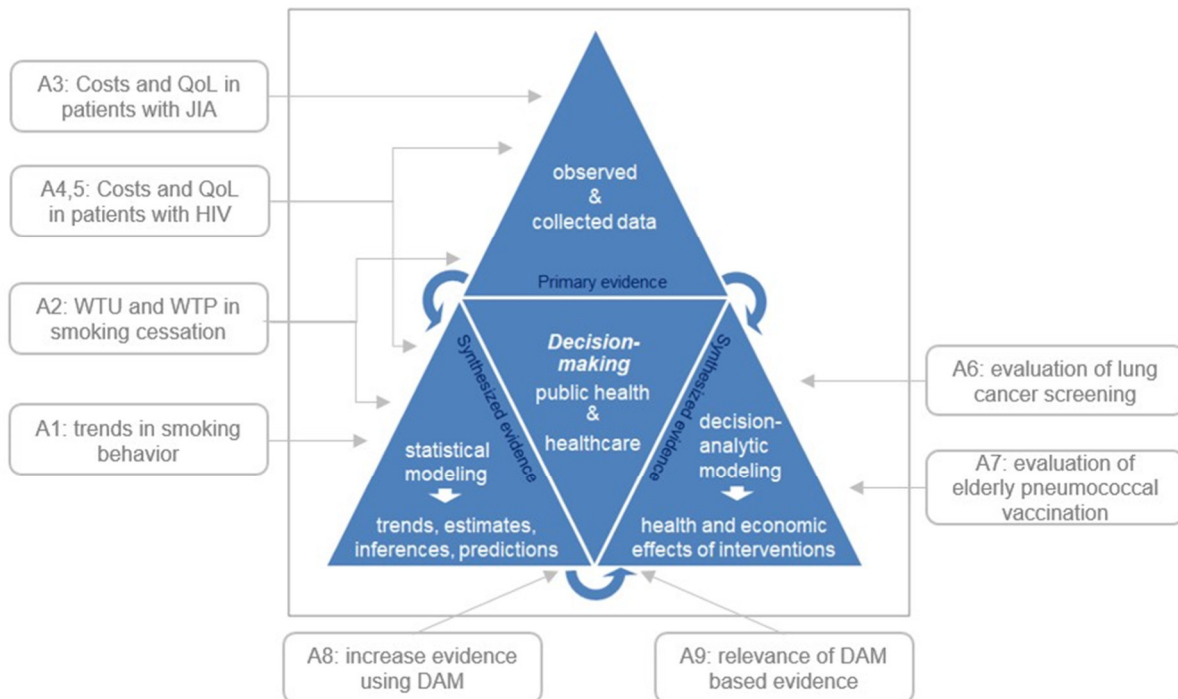 A3: Costs and QoL in
patients with JIA
A4,5: Costs and QoL
in patients with HIV
A2: WTU and WTP in
smoking cessation
A1: trends in smoking
behavior
observed
&
collected data
Primary evidence
Synthesized evidence
Decision-
making
public health
&
healthcare
Synthesized evidence
statistical
modeling
trends, estimates,
inferences, predictions
decision-
analytic
modeling
health and economic
effects of interventions
A6: evaluation of lung
cancer screening
A7: evaluation of
elderly pneumococcal
vaccination
A8: increase evidence
using DAM
A9: relevance of DAM
based evidence